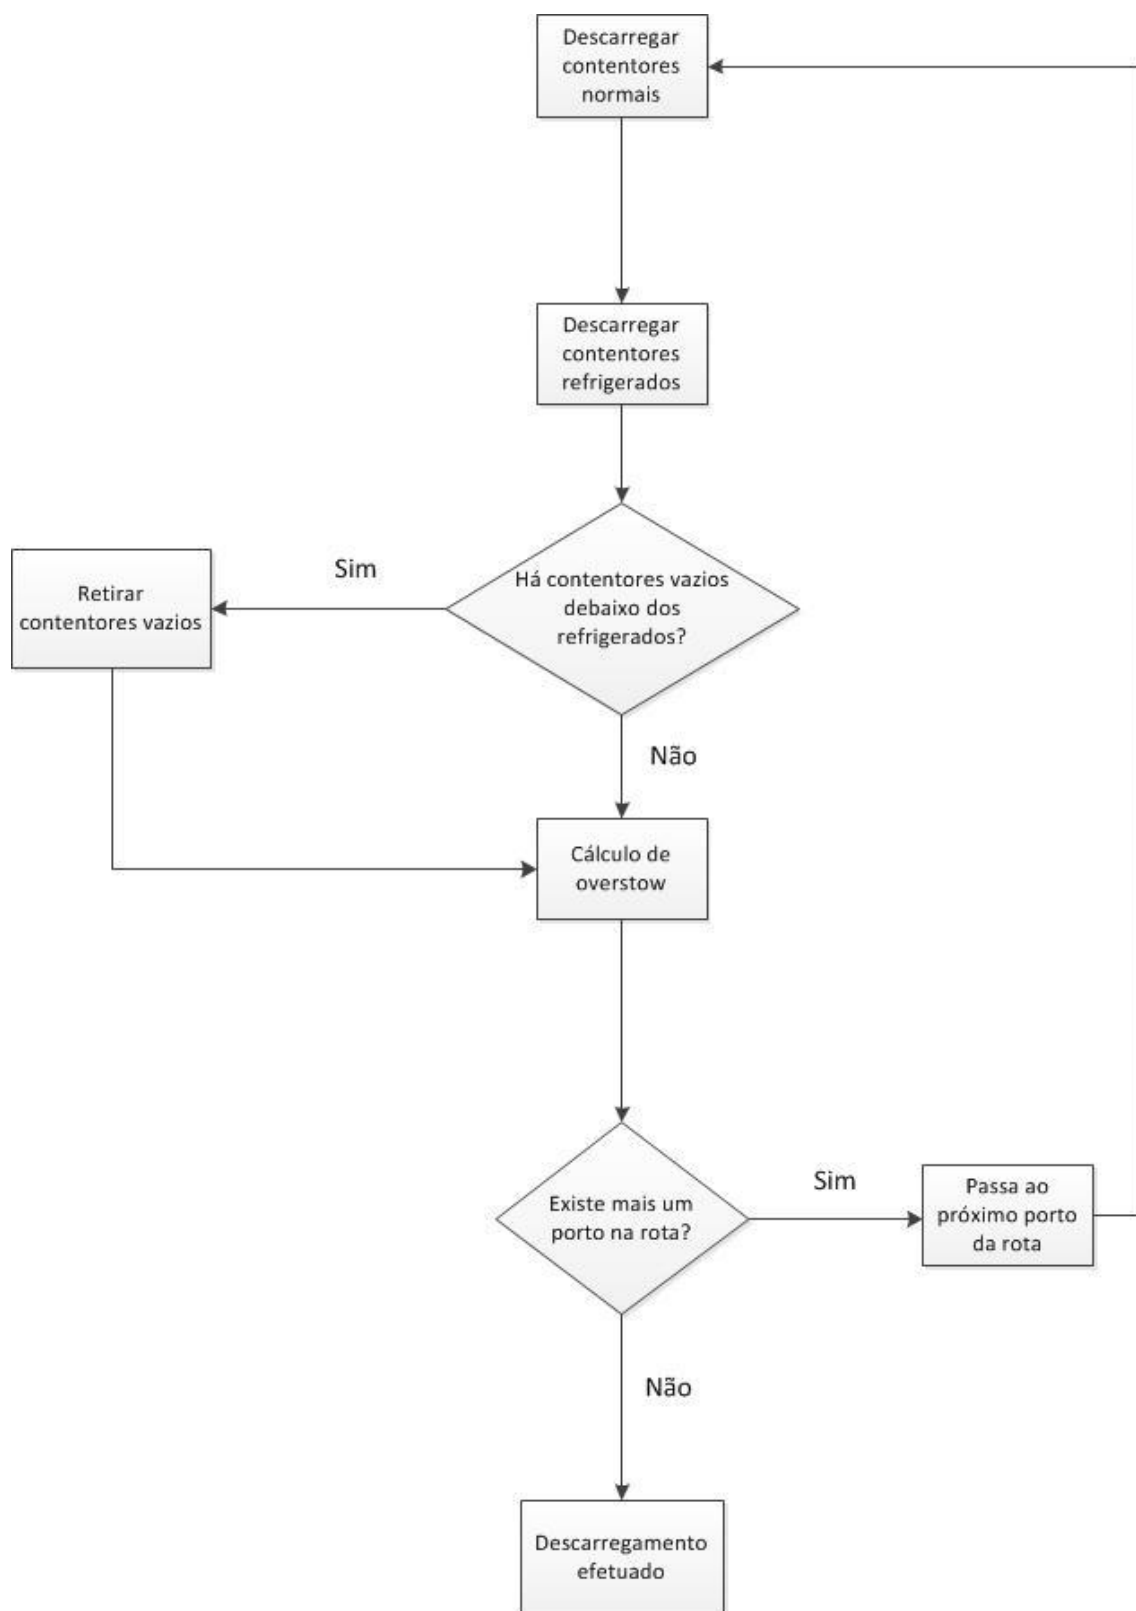 Descarregar
contentores
normais
Descarregar
contentores
refrigerados
Há contentores vazios
debaixo dos
refrigerados?
Sim
Retirar
contentores vazios
Não
Cálculo de
overstow
Existe mais um
porto na rota?
Sim
Passa ao
próximo porto
da rota
Não
Descarregamento
efetuado